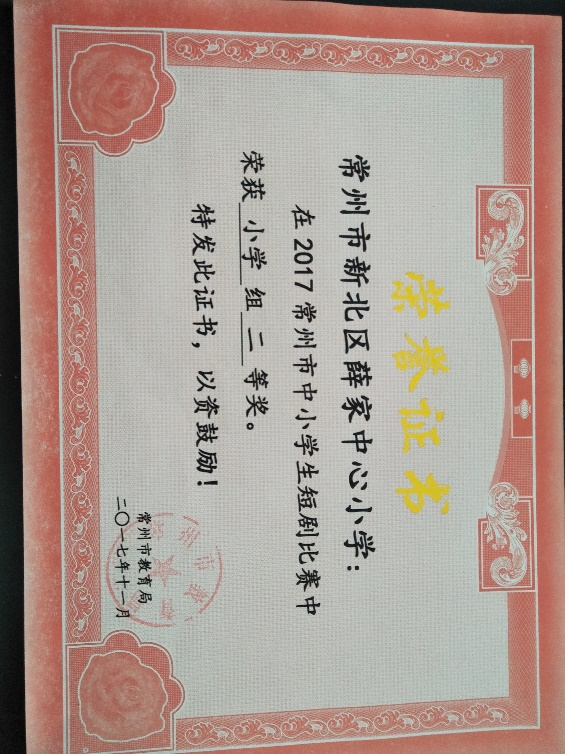 荣誉证书
常州市新北区薛家中心小学：
在2017常州市中小学生短剧比赛中
荣获 小学 组 二 等奖。
特发此证书，以资鼓励！
常州市教育局
二〇一七年十一月